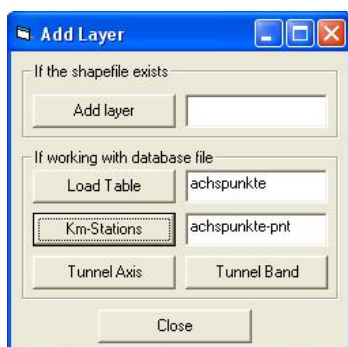 Add Layer
If the shapefile exists
Add layer
If working with database file
Load Table achspunkte
Km-Stations achspunkte-pnt
Tunnel Axis Tunnel Band
Close